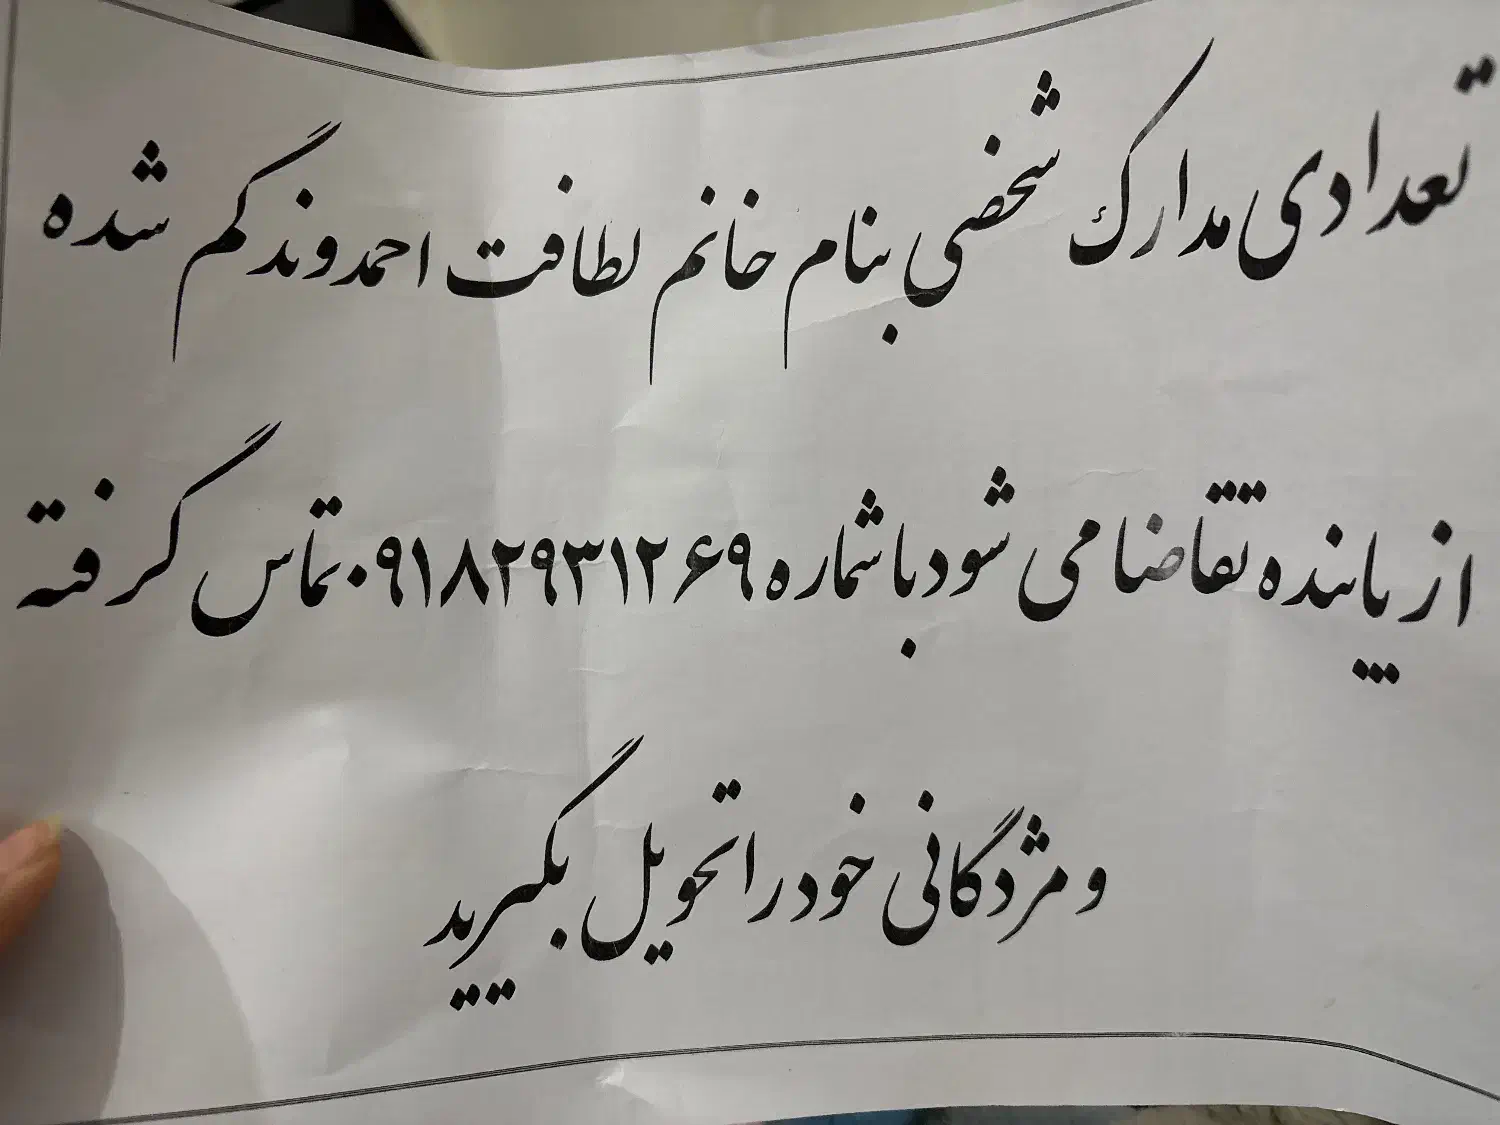 تعدادی مدارک شخصی بنام خانم لطافت احمدوند گم شده
از یابنده تقاضا می شود با شماره ۰۹۱۸۲۹۳۱۲۶۹ تماس گرفته
و مژدگانی خود را تحویل بگیرید